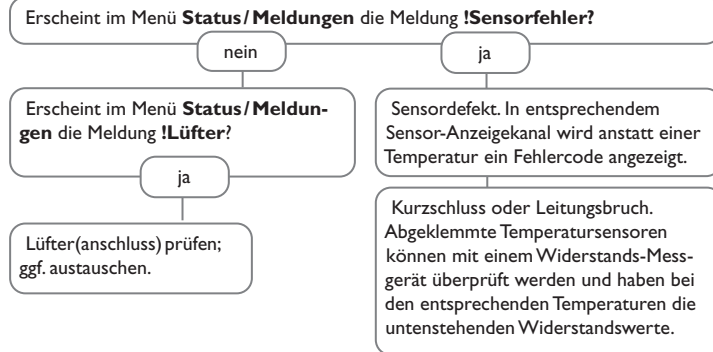 Erscheint im Menü Status / Meldungen die Meldung !Sensorfehler?
nein
ja
Erscheint im Menü Status / Meldun-
gen die Meldung !Lüfter?
Sensordefekt. In entsprechendem
Sensor-Anzeigekanal wird anstatt einer
Temperatur ein Fehlercode angezeigt.
ja
Lüfter(anschluss) prüfen;
ggf. austauschen.
Kurzschluss oder Leitungsbruch.
Abgeklemmte Temperatursensoren
können mit einem Widerstands-Mess-
gerät überprüft werden und haben bei
den entsprechenden Temperaturen die
untenstehenden Widerstandswerte.